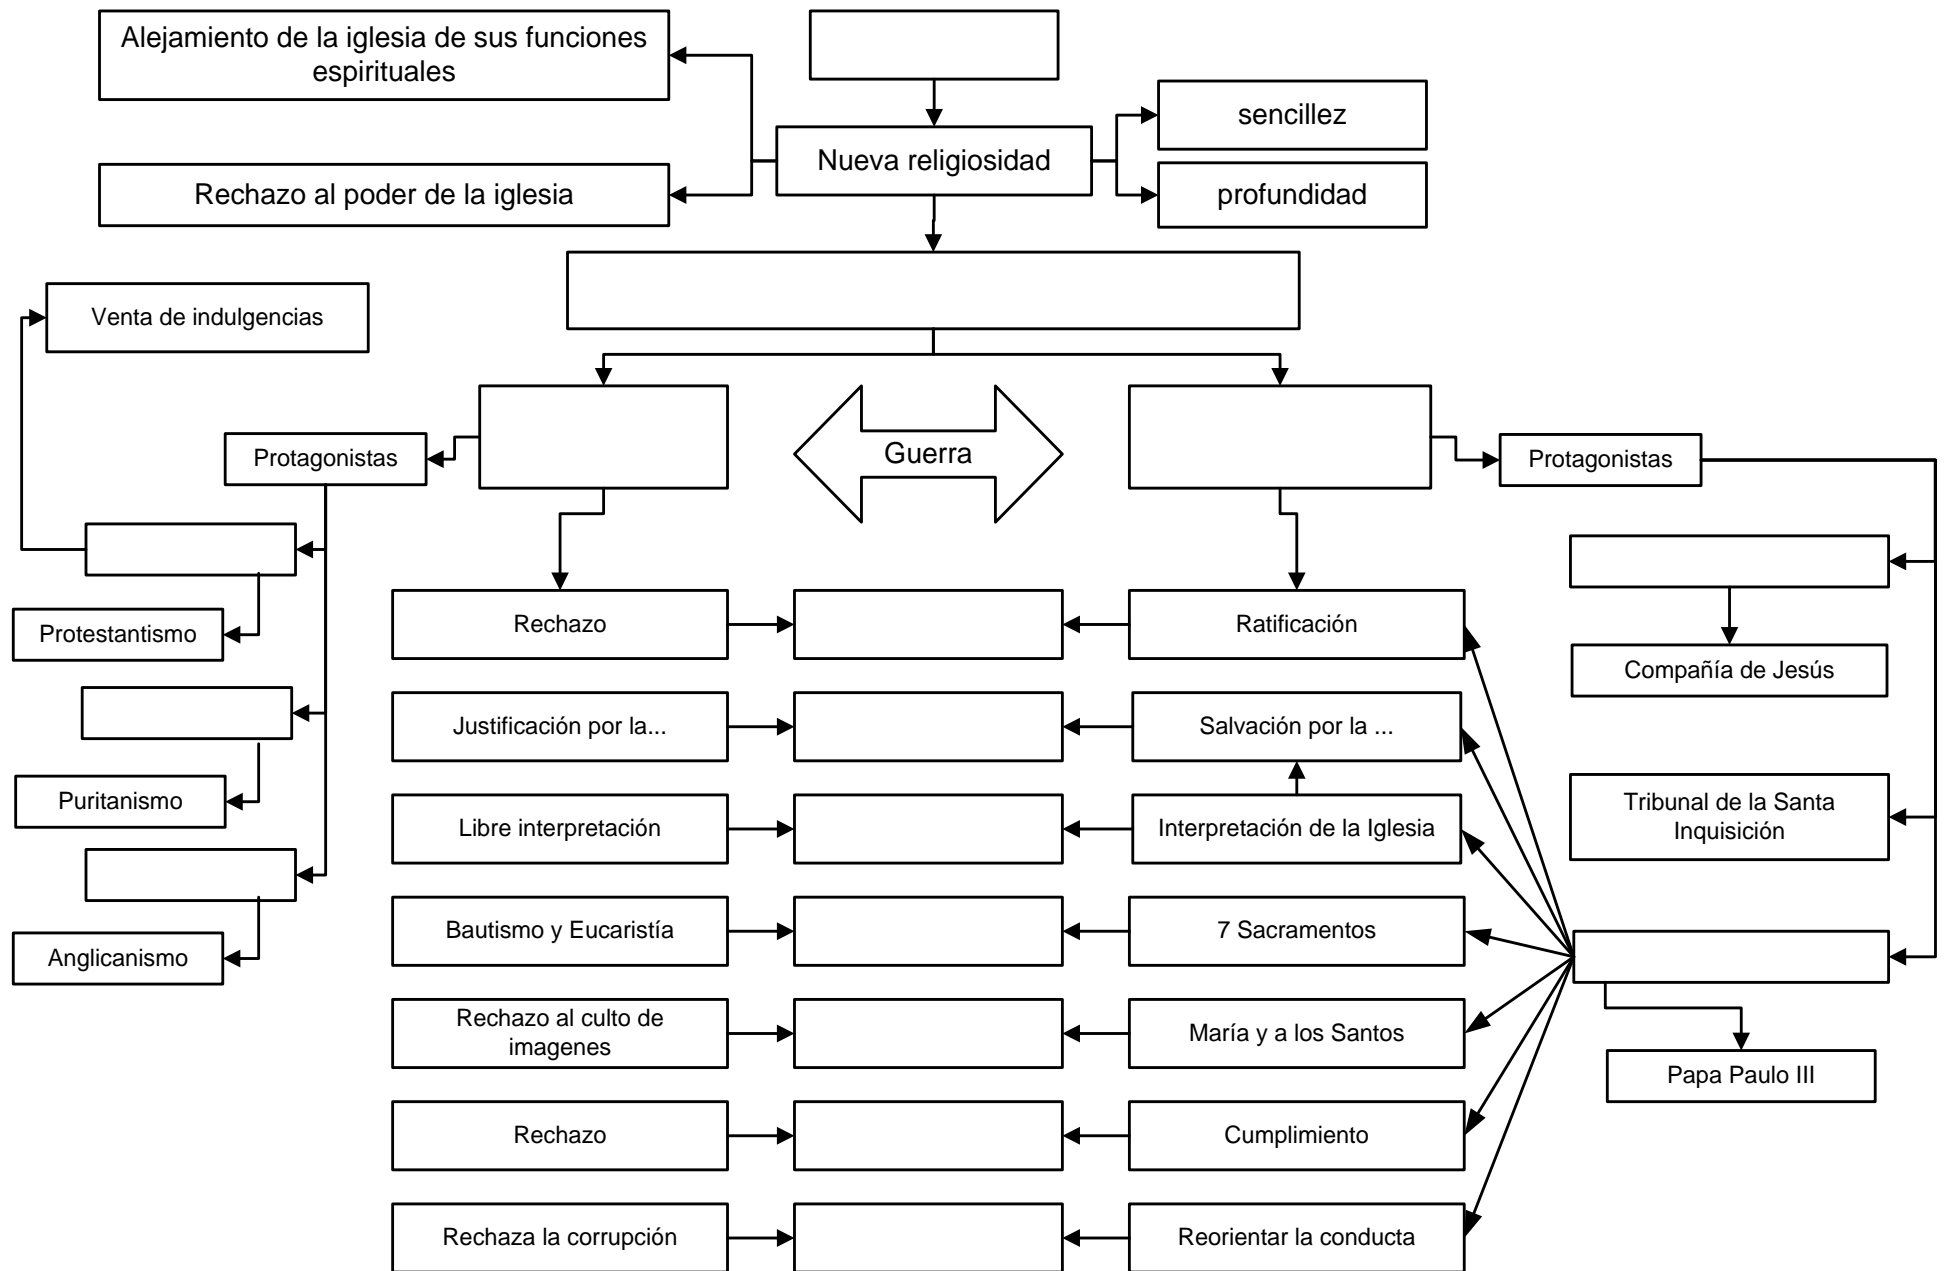 Alejamiento de la iglesia de sus funciones
espirituales
sencillez
Nueva religiosidad
Rechazo al poder de la iglesia
profundidad
Venta de indulgencias
Guerra
Protagonistas
Protagonistas
Rechazo
Ratificación
Protestantismo
Compañía de Jesús
Justificación por la...
Salvación por la ...
Puritanismo
Libre interpretación
Interpretación de la Iglesia
Tribunal de la Santa
Inquisición
Bautismo y Eucaristía
7 Sacramentos
Anglicanismo
Rechazo al culto de
imagenes
María y a los Santos
Papa Paulo III
Rechazo
Cumplimiento
Rechaza la corrupción
Reorientar la conducta